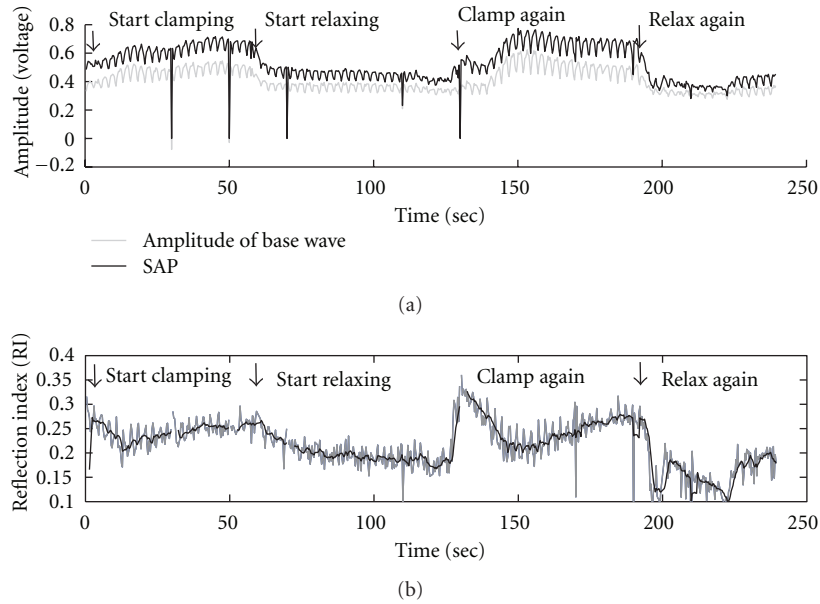 0.8
0.6
0.4
0.2
0
−0.2
Amplitude (voltage)
Start clamping
Start relaxing
Clamp again
Relax again
0 50 100 150 200 250
Time (sec)
Amplitude of base wave
SAP
(a)
0.4
0.35
0.3
0.25
0.2
0.15
0.1
Reflection index (RI)
Start clamping
Start relaxing
Clamp again
Relax again
0 50 100 150 200 250
Time (sec)
(b)